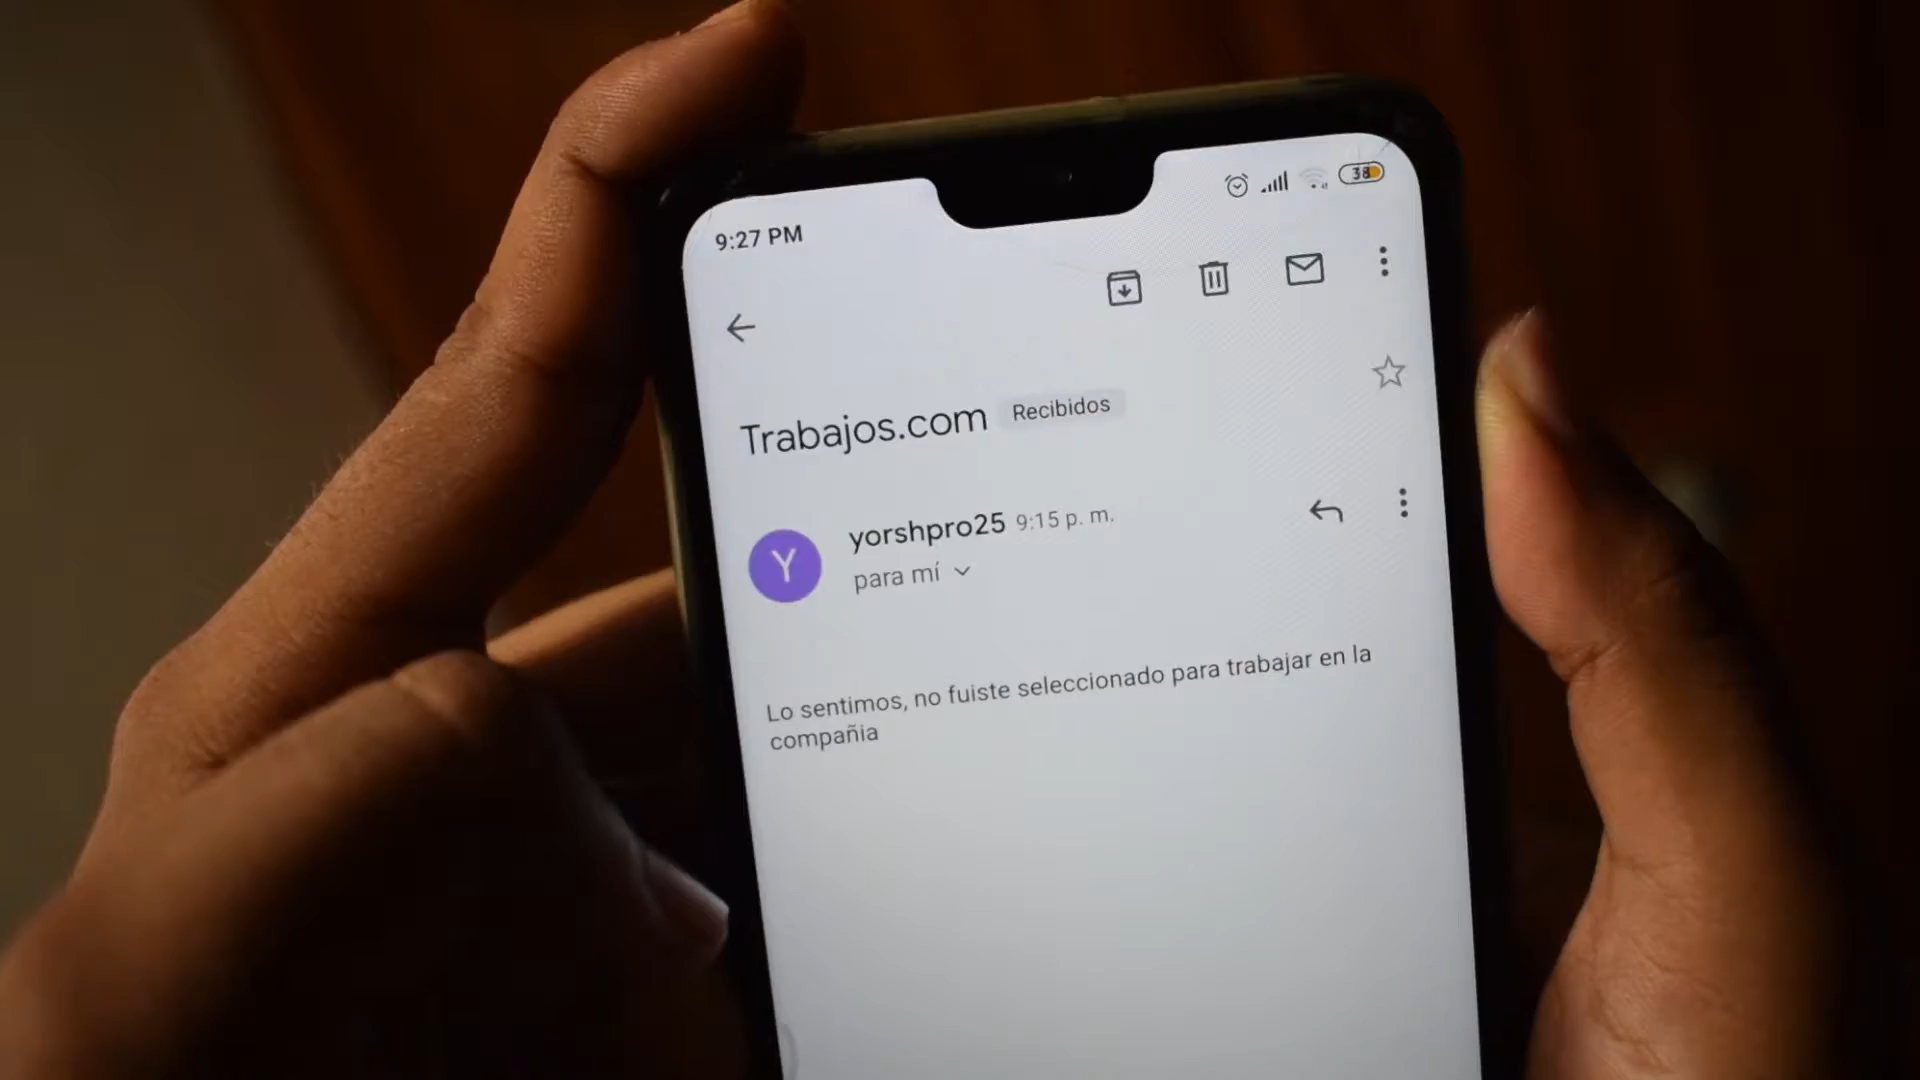 9:27 PM
38
Trabajos.com Recibidos
Y
yorshpro25 9:15 p. m.
para mí
Lo sentimos, no fuiste seleccionado para trabajar en la
compañia